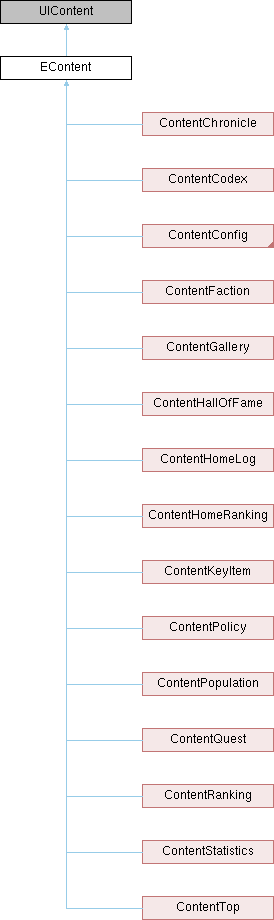 UIContent
EContent
ContentChronicle
ContentCodex
ContentConfig
ContentFaction
ContentGallery
ContentHallOfFame
ContentHomeLog
ContentHomeRanking
ContentKeyItem
ContentPolicy
ContentPopulation
ContentQuest
ContentRanking
ContentStatistics
ContentTop